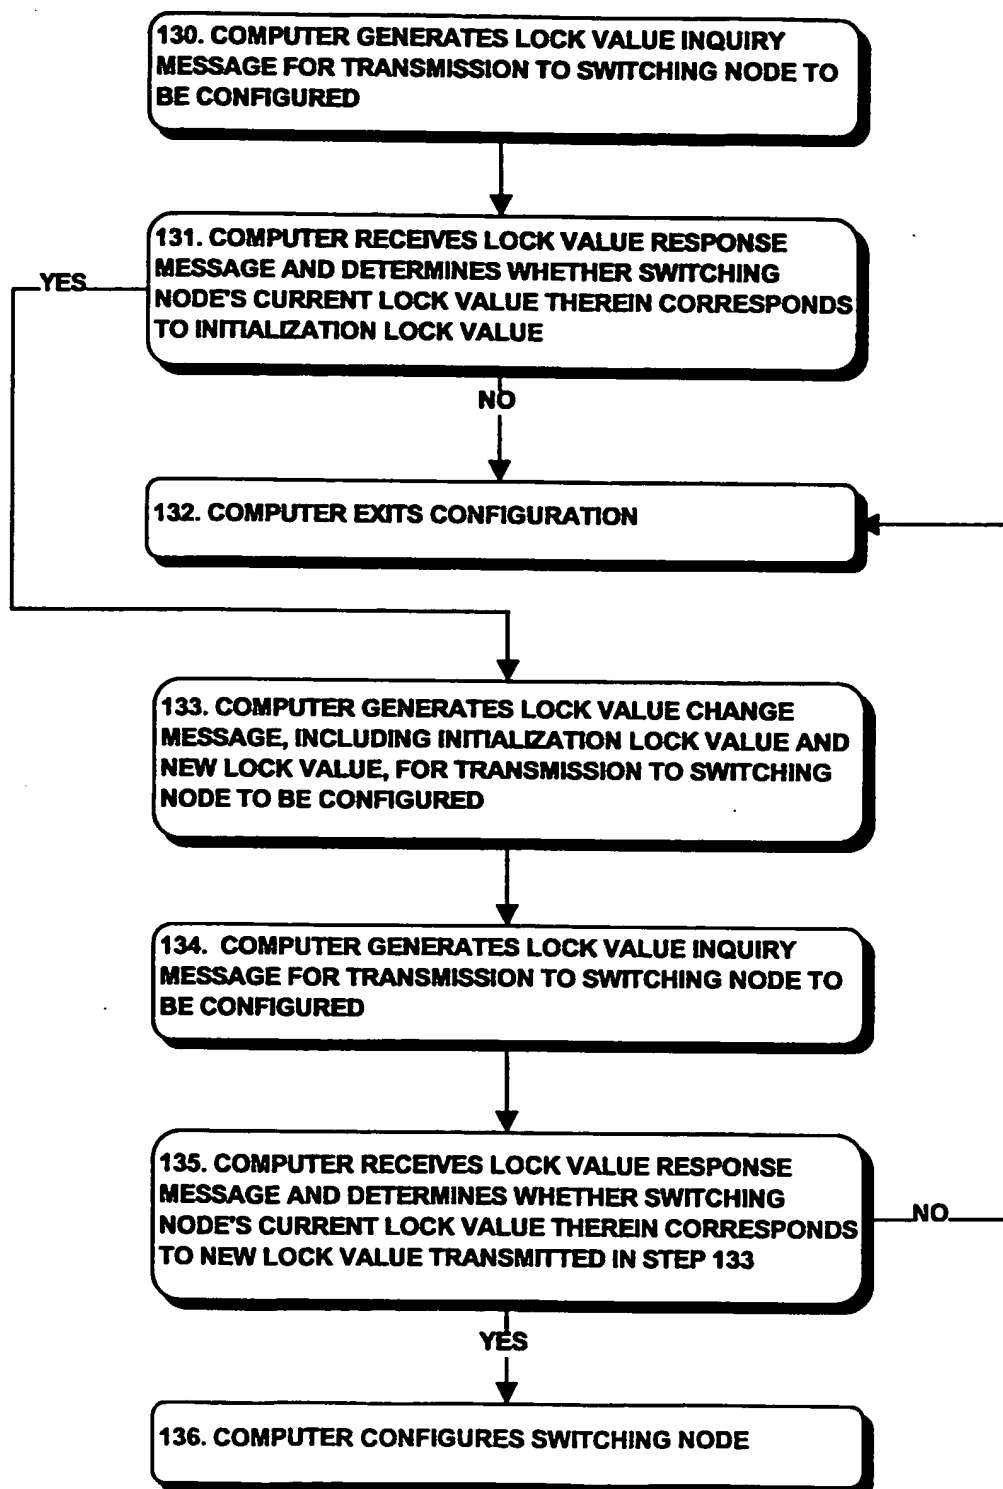 130. COMPUTER GENERATES LOCK VALUE INQUIRY
MESSAGE FOR TRANSMISSION TO SWITCHING NODE TO
BE CONFIGURED
131. COMPUTER RECEIVES LOCK VALUE RESPONSE
MESSAGE AND DETERMINES WHETHER SWITCHING
NODE'S CURRENT LOCK VALUE THEREIN CORRESPONDS
TO INITIALIZATION LOCK VALUE
YES
NO
132. COMPUTER EXITS CONFIGURATION
133. COMPUTER GENERATES LOCK VALUE CHANGE
MESSAGE, INCLUDING INITIALIZATION LOCK VALUE AND
NEW LOCK VALUE, FOR TRANSMISSION TO SWITCHING
NODE TO BE CONFIGURED
134. COMPUTER GENERATES LOCK VALUE INQUIRY
MESSAGE FOR TRANSMISSION TO SWITCHING NODE TO
BE CONFIGURED
135. COMPUTER RECEIVES LOCK VALUE RESPONSE
MESSAGE AND DETERMINES WHETHER SWITCHING
NODE'S CURRENT LOCK VALUE THEREIN CORRESPONDS
TO NEW LOCK VALUE TRANSMITTED IN STEP 133
NO
YES
136. COMPUTER CONFIGURES SWITCHING NODE